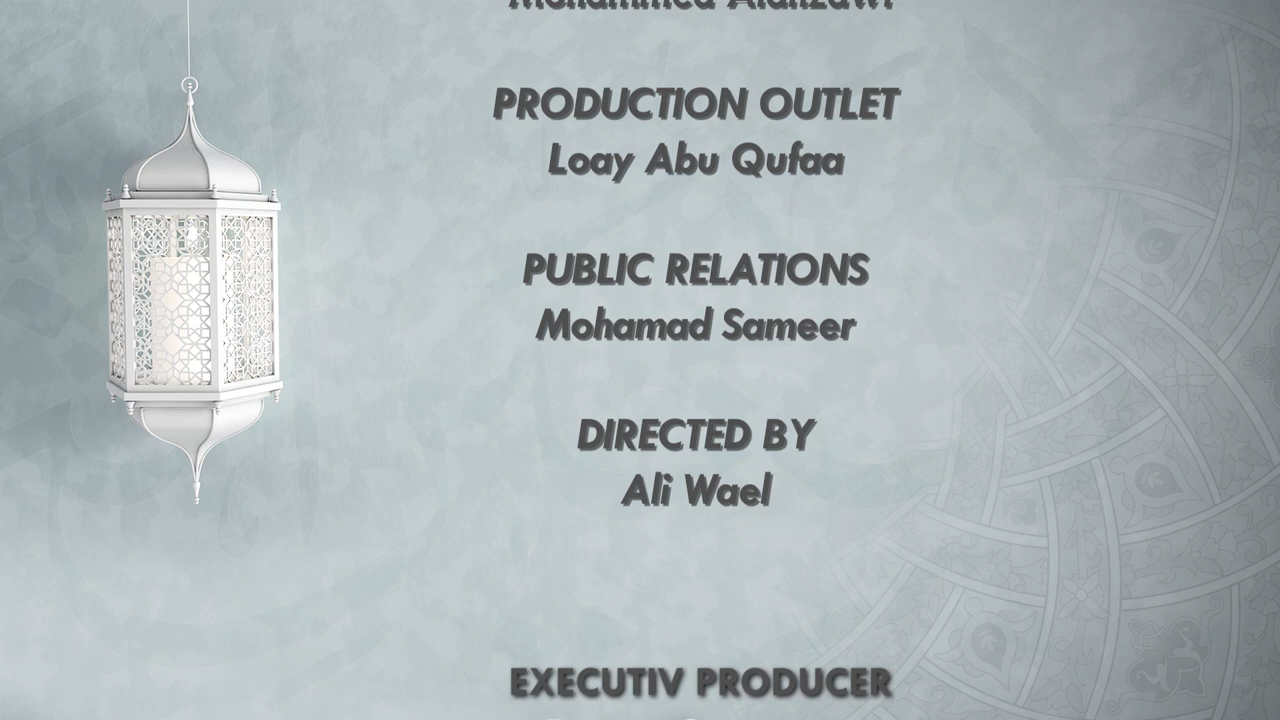 PRODUCTION OUTLET
Loay Abu Qufaa
PUBLIC RELATIONS
Mohamad Sameer
DIRECTED BY
Ali Wael
EXECUTIV PRODUCER